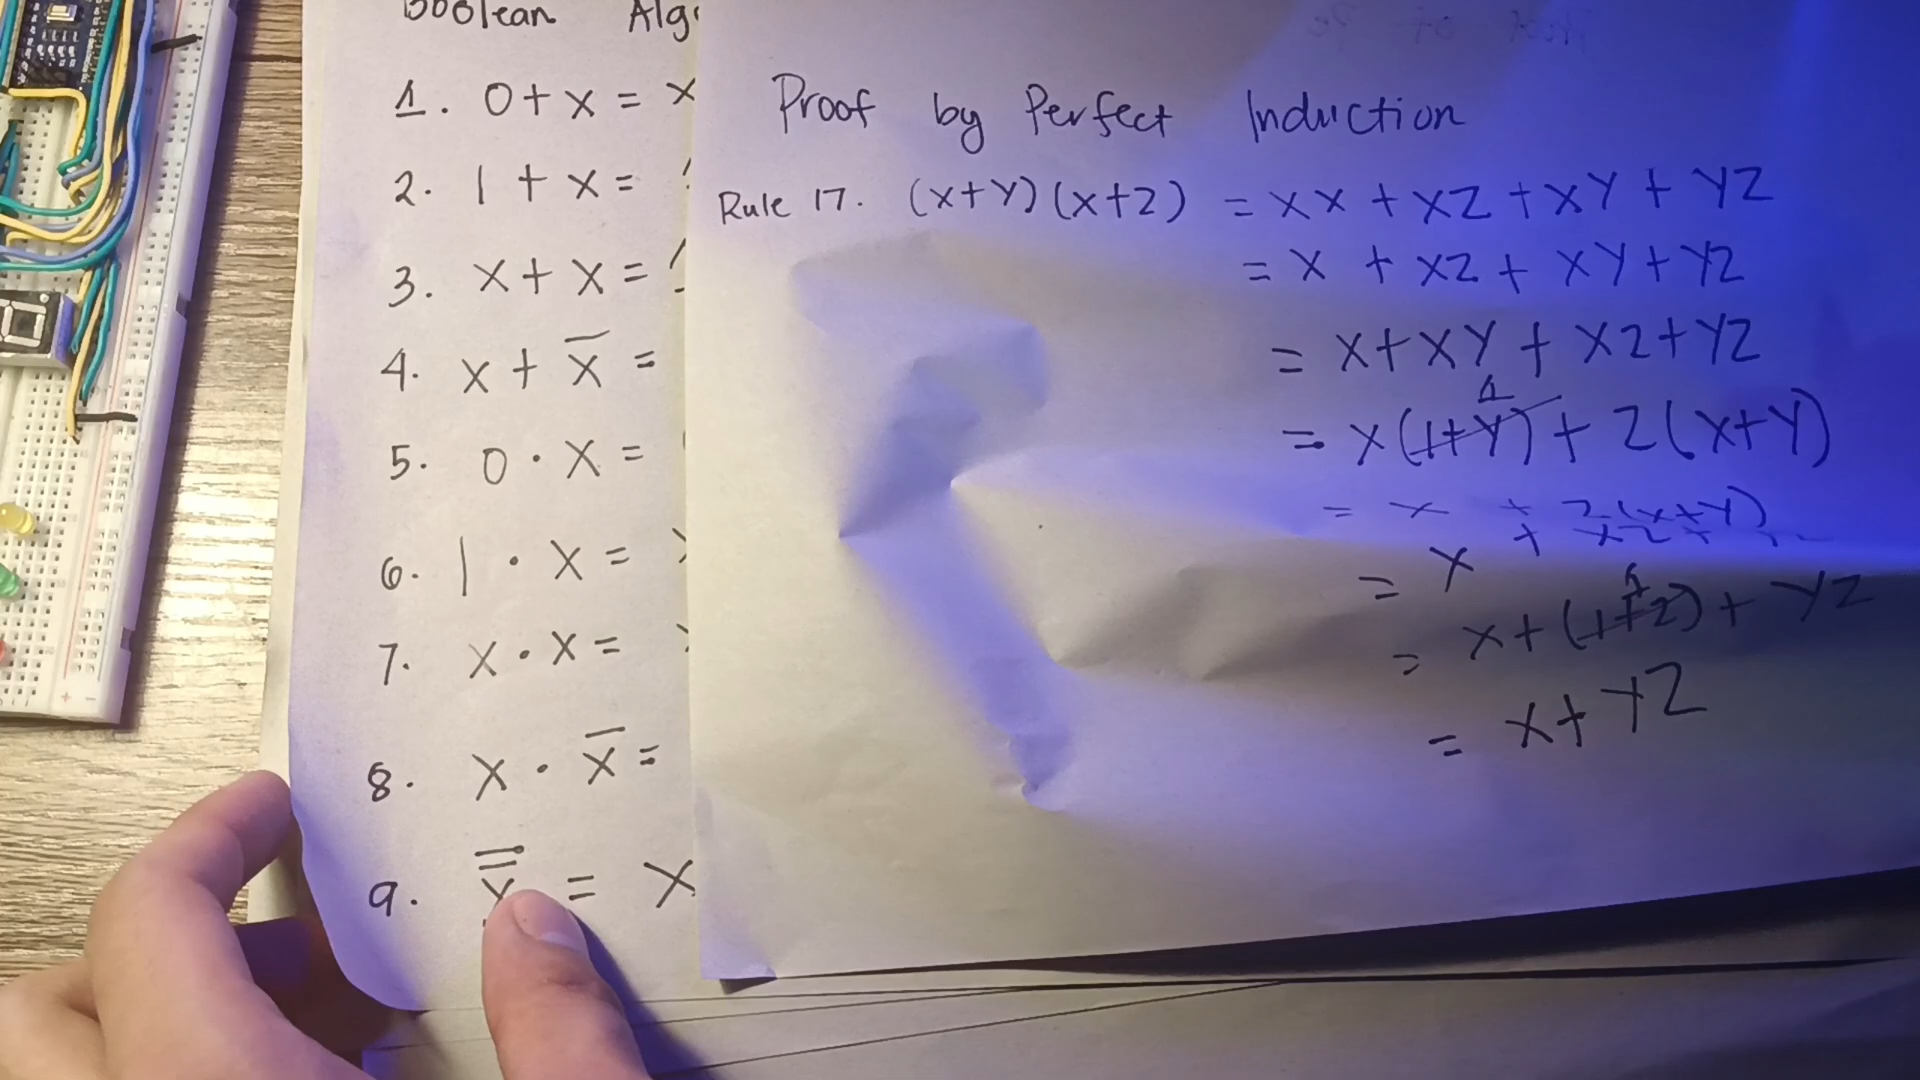 Boolean Alg
1. 0 + x = x
2. 1 + x =
3. x + x =
4. x + x̅ =
5. 0 · x =
6. 1 · x =
7. x · x =
8. x · x̅ =
9. = x
Proof by Perfect Induction
Rule 17. (x+y)(x+z) = xx + xz + xy + yz
= x + xz + xy + yz
= x + xy + xz + yz
= x(1+y) 1 + z(x+y)
= x + z(x+y)
= x + xz +
= x + (1+z) 1 + yz
= x + yz